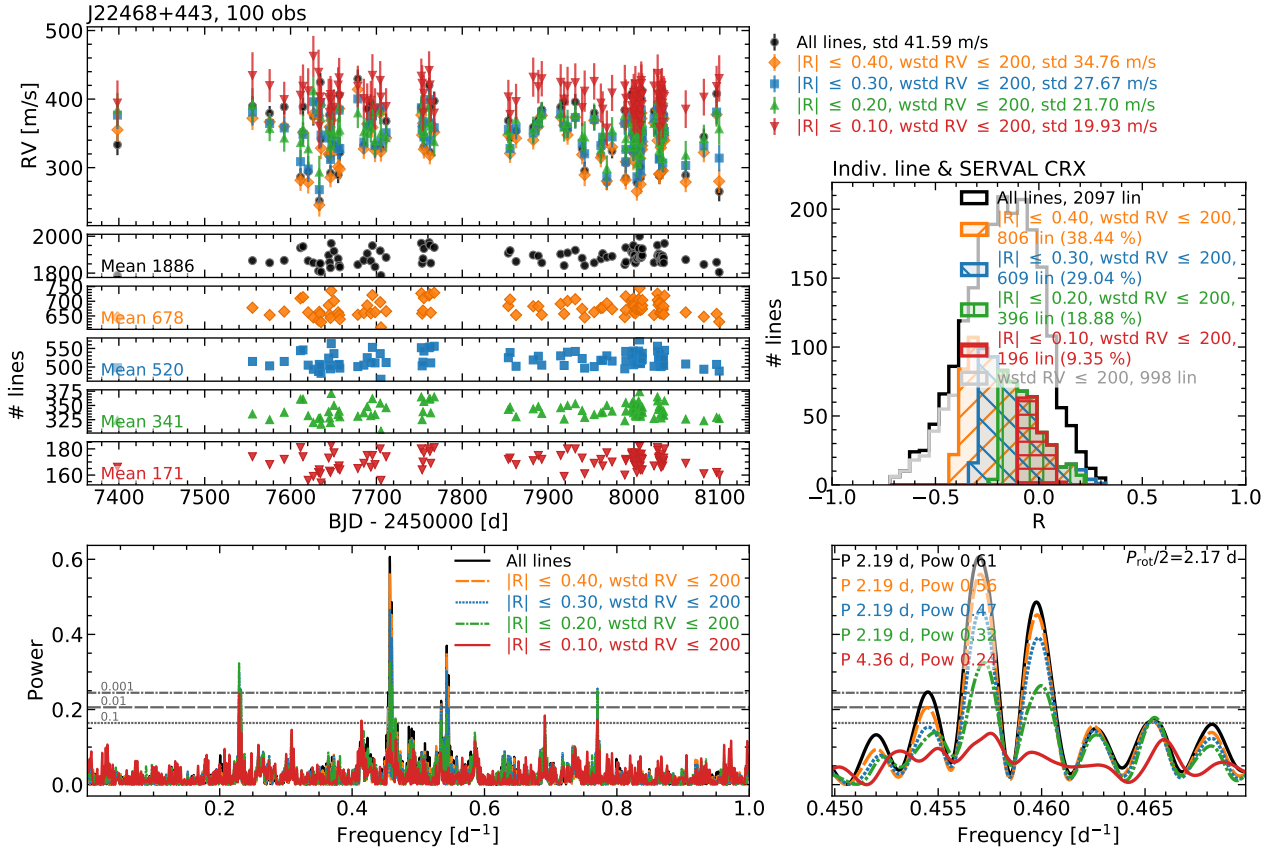 J22468+443, 100 obs
500
400
300
RV [m/s]
All lines, std 41.59 m/s
|R| ≤ 0.40, wstd RV ≤ 200, std 34.76 m/s
|R| ≤ 0.30, wstd RV ≤ 200, std 27.67 m/s
|R| ≤ 0.20, wstd RV ≤ 200, std 21.70 m/s
|R| ≤ 0.10, wstd RV ≤ 200, std 19.93 m/s
2000
1800
Mean 1886
750
700
650
Mean 678
550
500
Mean 520
375
350
325
Mean 341
180
160
Mean 171
# lines
7400 7500 7600 7700 7800 7900 8000 8100
BJD - 2450000 [d]
Indiv. line & SERVAL CRX
200
150
100
50
0
# lines
All lines, 2097 lin
|R| ≤ 0.40, wstd RV ≤ 200,
806 lin (38.44 %)
|R| ≤ 0.30, wstd RV ≤ 200,
609 lin (29.04 %)
|R| ≤ 0.20, wstd RV ≤ 200,
396 lin (18.88 %)
|R| ≤ 0.10, wstd RV ≤ 200,
196 lin (9.35 %)
wstd RV ≤ 200, 998 lin
−1.0 −0.5 0.0 0.5 1.0
R
0.6
0.4
0.2
0.0
Power
All lines
|R| ≤ 0.40, wstd RV ≤ 200
|R| ≤ 0.30, wstd RV ≤ 200
|R| ≤ 0.20, wstd RV ≤ 200
|R| ≤ 0.10, wstd RV ≤ 200
0.001
0.01
0.1
0.2 0.4 0.6 0.8 1.0
Frequency [d⁻¹]
P 2.19 d, Pow 0.61
P 2.19 d, Pow 0.56
P 2.19 d, Pow 0.47
P 2.19 d, Pow 0.32
P 4.36 d, Pow 0.24
P_rot/2=2.17 d
0.450 0.455 0.460 0.465
Frequency [d⁻¹]